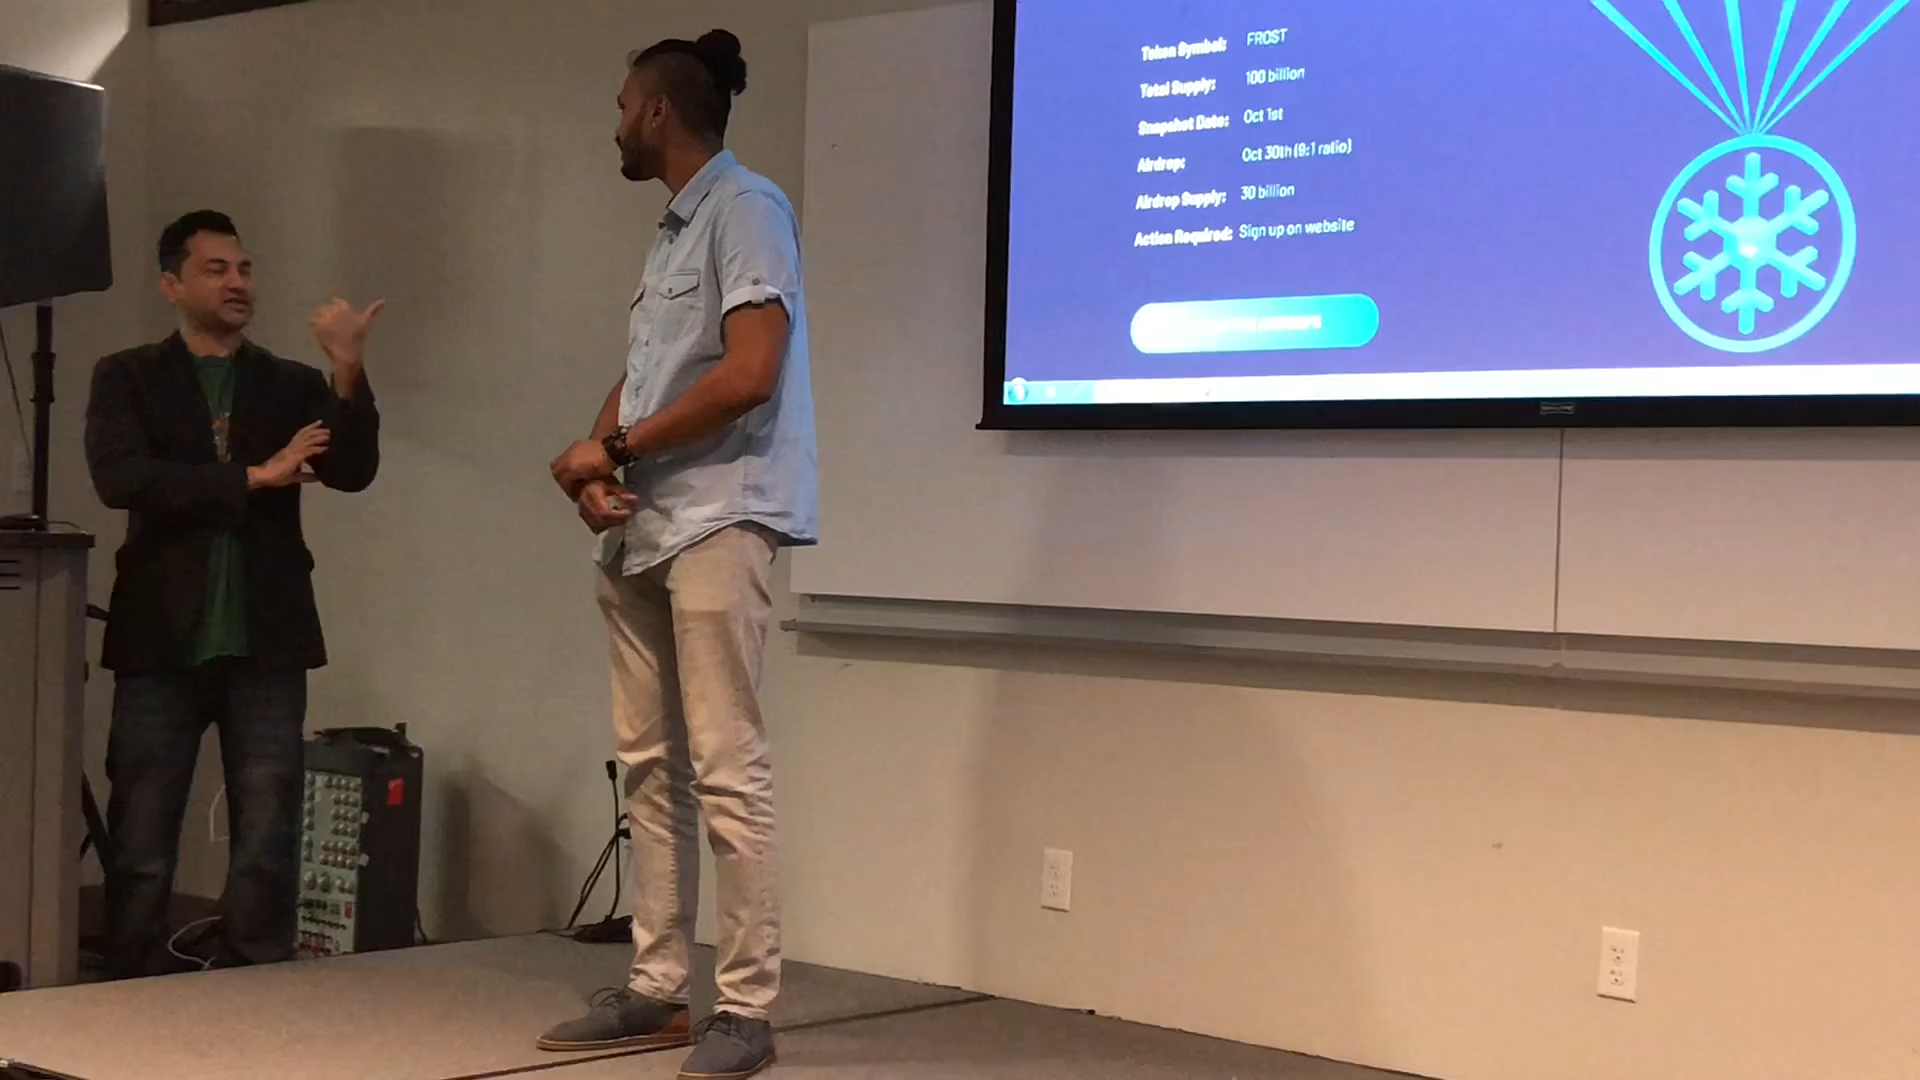 Token Symbol: FROST
Total Supply: 100 billion
Snapshot Date: Oct 1st
Airdrop: Oct 30th (9:1 ratio)
Airdrop Supply: 30 billion
Action Required: Sign up on website